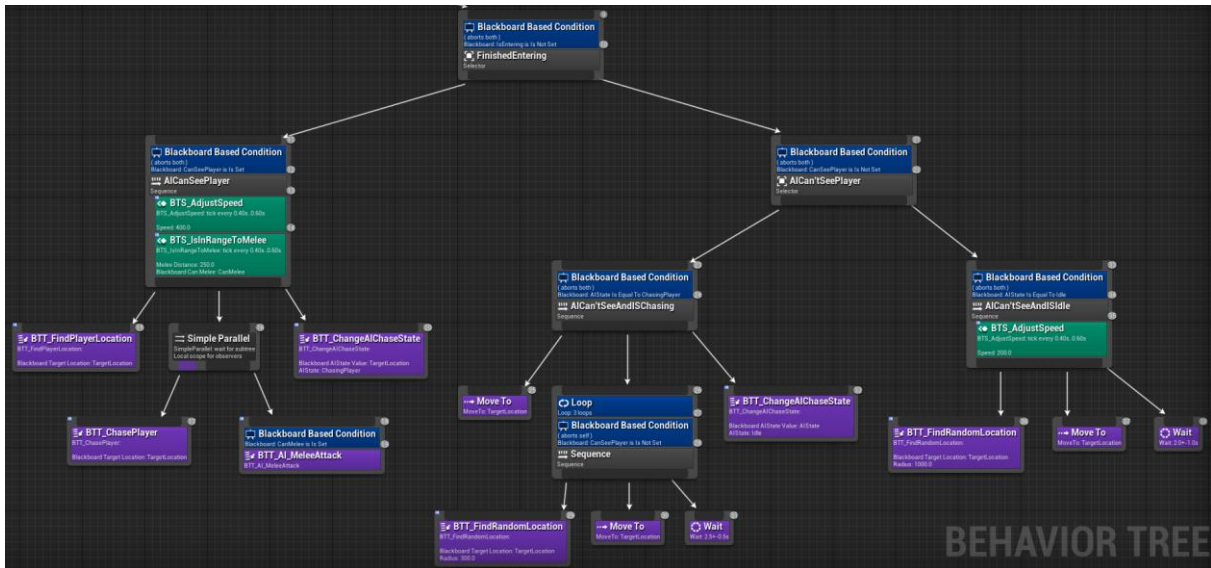 Blackboard Based Condition
( aborts both )
Blackboard: IsEntering is Is Not Set
FinishedEntering
Selector
Blackboard Based Condition
( aborts both )
Blackboard: CanSeePlayer is Is Set
AICanSeePlayer
Sequence
BTS_AdjustSpeed
BTS_AdjustSpeed: tick every 0.40s..0.60s
Speed: 400.0
BTS_IsInRangeToMelee
BTS_IsInRangeToMelee: tick every 0.40s..0.60s
Melee Distance: 250.0
Blackboard Can Melee: CanMelee
Blackboard Based Condition
( aborts both )
Blackboard: CanSeePlayer is Is Not Set
AICan'tSeePlayer
Selector
BTT_FindPlayerLocation
BTT_FindPlayerLocation:
Blackboard Target Location: TargetLocation
Simple Parallel
SimpleParallel: wait for subtree
Local scope for observers
BTT_ChangeAIChaseState
BTT_ChangeAIChaseState:
Blackboard AIState Value: TargetLocation
AIState: ChasingPlayer
BTT_ChasePlayer
BTT_ChasePlayer:
Blackboard Target Location: TargetLocation
Blackboard Based Condition
Blackboard: CanMelee is Is Set
BTT_AI_MeleeAttack
BTT_AI_MeleeAttack:
Blackboard Based Condition
( aborts both )
Blackboard: AIState is Equal To ChasingPlayer
AICan'tSeeAndISChasing
Sequence
Move To
MoveTo: TargetLocation
Loop
Loop: 3 loops
Blackboard Based Condition
( aborts self )
Blackboard: CanSeePlayer is Is Not Set
Sequence
Sequence
BTT_ChangeAIChaseState
BTT_ChangeAIChaseState:
Blackboard AIState Value: AIState
AIState: Idle
BTT_FindRandomLocation
BTT_FindRandomLocation:
Blackboard Target Location: TargetLocation
Radius: 300.0
Move To
MoveTo: TargetLocation
Wait
Wait: 2.5+-0.5s
Blackboard Based Condition
( aborts both )
Blackboard: AIState is Equal To Idle
AICan'tSeeAndISIdle
Sequence
BTS_AdjustSpeed
BTS_AdjustSpeed: tick every 0.40s..0.60s
Speed: 200.0
BTT_FindRandomLocation
BTT_FindRandomLocation:
Blackboard Target Location: TargetLocation
Radius: 1000.0
Move To
MoveTo: TargetLocation
Wait
Wait: 2.0+-1.0s
BEHAVIOR TREE